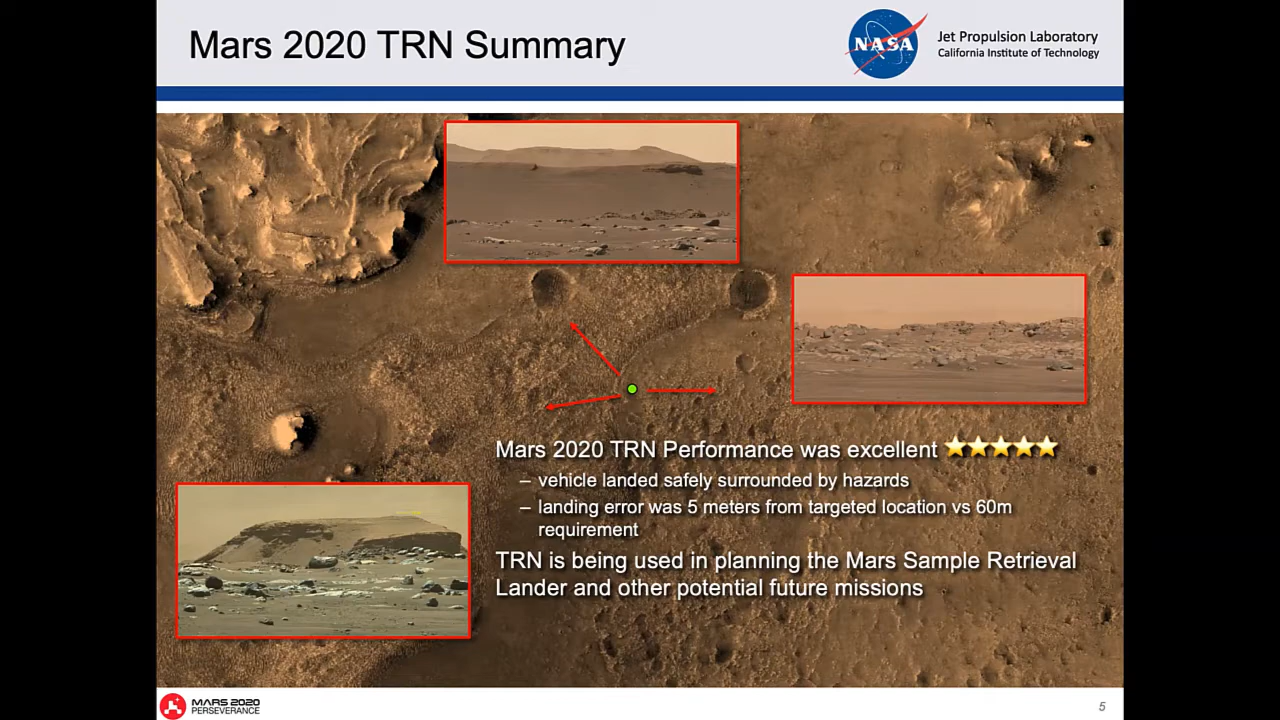 Mars 2020 TRN Summary
NASA
Jet Propulsion Laboratory
California Institute of Technology
Mars 2020 TRN Performance was excellent ⭐⭐⭐⭐⭐
– vehicle landed safely surrounded by hazards
– landing error was 5 meters from targeted location vs 60m
requirement
TRN is being used in planning the Mars Sample Retrieval
Lander and other potential future missions
MARS 2020
PERSEVERANCE
5